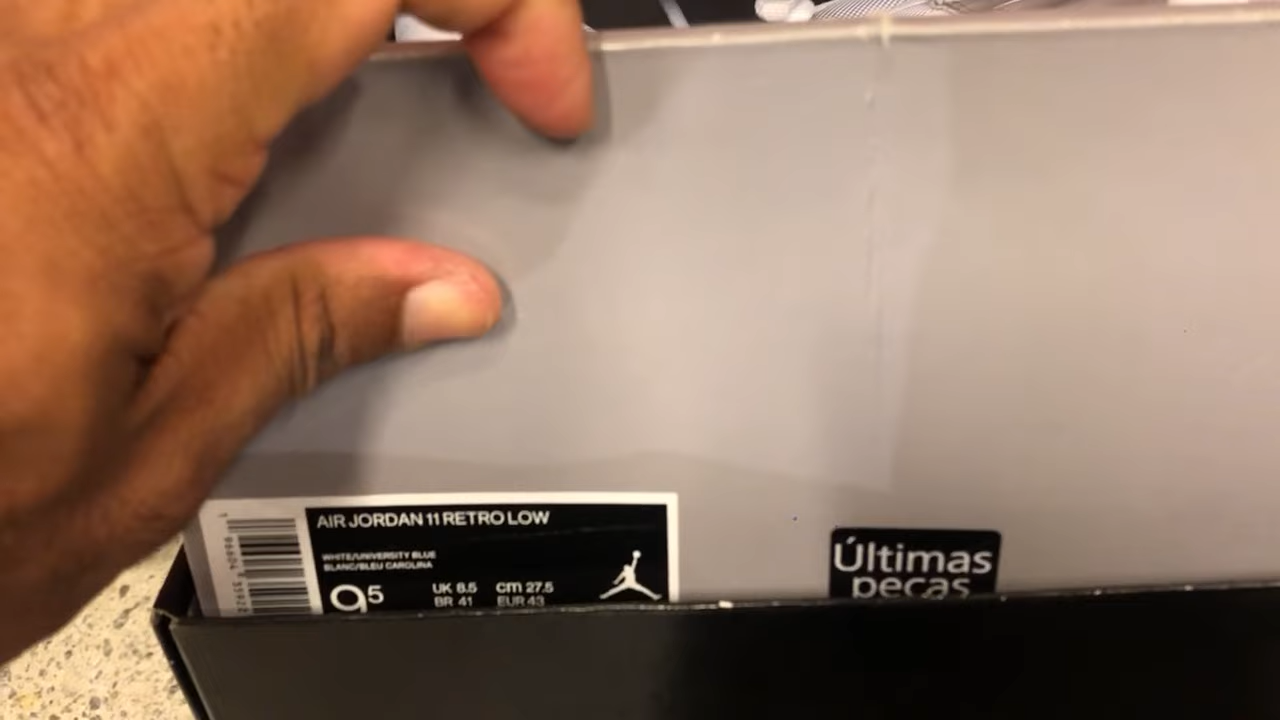 AIR JORDAN 11 RETRO LOW
WHITE/UNIVERSITY BLUE
BLANC/BLEU CAROLINA
95
UK 8.5 cm 27.5
BR 41 EUR 43
Últimas
peças